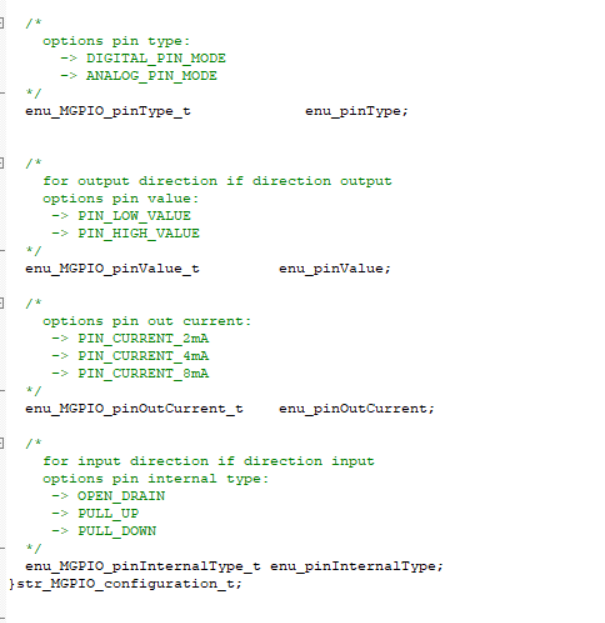 /*
options pin type:
-> DIGITAL_PIN_MODE
-> ANALOG_PIN_MODE
*/
enu_MGPIO_pinType_t enu_pinType;
/*
for output direction if direction output
options pin value:
-> PIN_LOW_VALUE
-> PIN_HIGH_VALUE
*/
enu_MGPIO_pinValue_t enu_pinValue;
/*
options pin out current:
-> PIN_CURRENT_2mA
-> PIN_CURRENT_4mA
-> PIN_CURRENT_8mA
*/
enu_MGPIO_pinOutCurrent_t enu_pinOutCurrent;
/*
for input direction if direction input
options pin internal type:
-> OPEN_DRAIN
-> PULL_UP
-> PULL_DOWN
*/
enu_MGPIO_pinInternalType_t enu_pinInternalType;
}str_MGPIO_configuration_t;